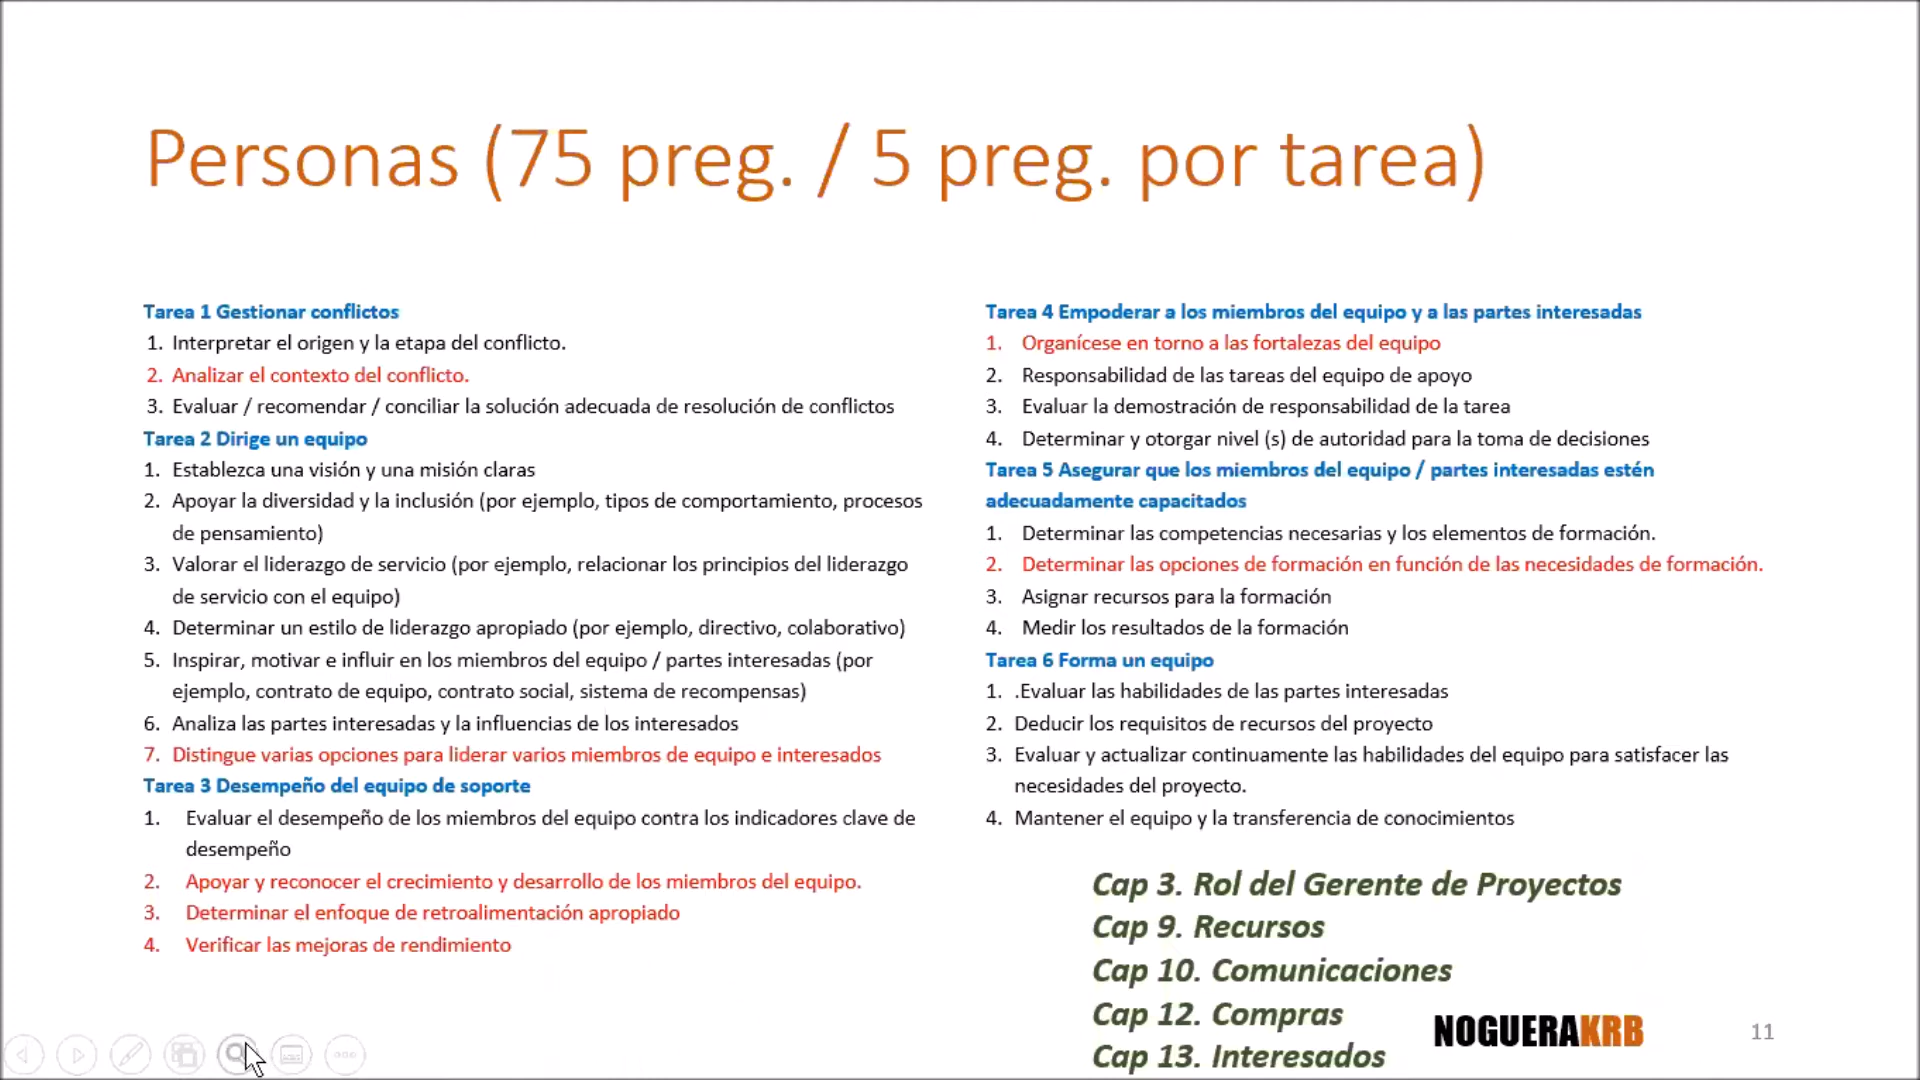 Personas (75 preg. / 5 preg. por tarea)
Tarea 1 Gestionar conflictos
1. Interpretar el origen y la etapa del conflicto.
2. Analizar el contexto del conflicto.
3. Evaluar / recomendar / conciliar la solución adecuada de resolución de conflictos
Tarea 2 Dirige un equipo
1. Establezca una visión y una misión claras
2. Apoyar la diversidad y la inclusión (por ejemplo, tipos de comportamiento, procesos
de pensamiento)
3. Valorar el liderazgo de servicio (por ejemplo, relacionar los principios del liderazgo
de servicio con el equipo)
4. Determinar un estilo de liderazgo apropiado (por ejemplo, directivo, colaborativo)
5. Inspirar, motivar e influir en los miembros del equipo / partes interesadas (por
ejemplo, contrato de equipo, contrato social, sistema de recompensas)
6. Analiza las partes interesadas y la influencias de los interesados
7. Distingue varias opciones para liderar varios miembros de equipo e interesados
Tarea 3 Desempeño del equipo de soporte
1. Evaluar el desempeño de los miembros del equipo contra los indicadores clave de
desempeño
2. Apoyar y reconocer el crecimiento y desarrollo de los miembros del equipo.
3. Determinar el enfoque de retroalimentación apropiado
4. Verificar las mejoras de rendimiento
Tarea 4 Empoderar a los miembros del equipo y a las partes interesadas
1. Organícese en torno a las fortalezas del equipo
2. Responsabilidad de las tareas del equipo de apoyo
3. Evaluar la demostración de responsabilidad de la tarea
4. Determinar y otorgar nivel (s) de autoridad para la toma de decisiones
Tarea 5 Asegurar que los miembros del equipo / partes interesadas estén
adecuadamente capacitados
1. Determinar las competencias necesarias y los elementos de formación.
2. Determinar las opciones de formación en función de las necesidades de formación.
3. Asignar recursos para la formación
4. Medir los resultados de la formación
Tarea 6 Forma un equipo
1. .Evaluar las habilidades de las partes interesadas
2. Deducir los requisitos de recursos del proyecto
3. Evaluar y actualizar continuamente las habilidades del equipo para satisfacer las
necesidades del proyecto.
4. Mantener el equipo y la transferencia de conocimientos
Cap 3. Rol del Gerente de Proyectos
Cap 9. Recursos
Cap 10. Comunicaciones
Cap 12. Compras
Cap 13. Interesados
NOGUERAKRB
11